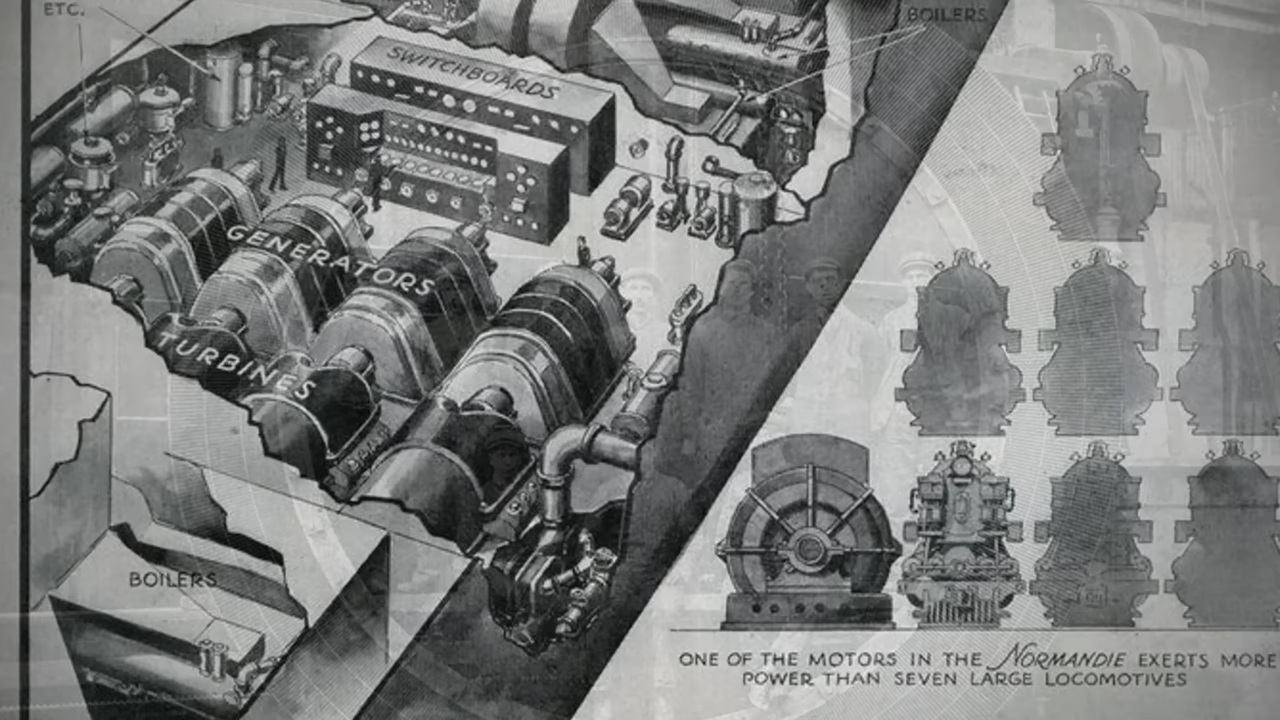 ETC.
BOILERS
SWITCHBOARDS
GENERATORS
TURBINES
BOILERS
ONE OF THE MOTORS IN THE NORMANDIE EXERTS MORE
POWER THAN SEVEN LARGE LOCOMOTIVES